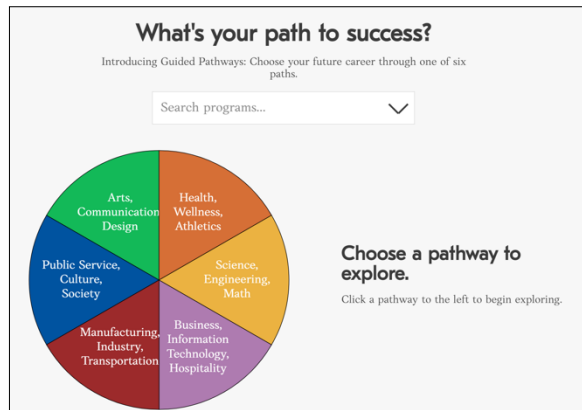 What's your path to success?
Introducing Guided Pathways: Choose your future career through one of six
paths.
Search programs...
Arts,
Communication
Design
Health,
Wellness,
Athletics
Public Service,
Culture,
Society
Science,
Engineering,
Math
Manufacturing,
Industry,
Transportation
Business,
Information
Technology,
Hospitality
Choose a pathway to
explore.
Click a pathway to the left to begin exploring.